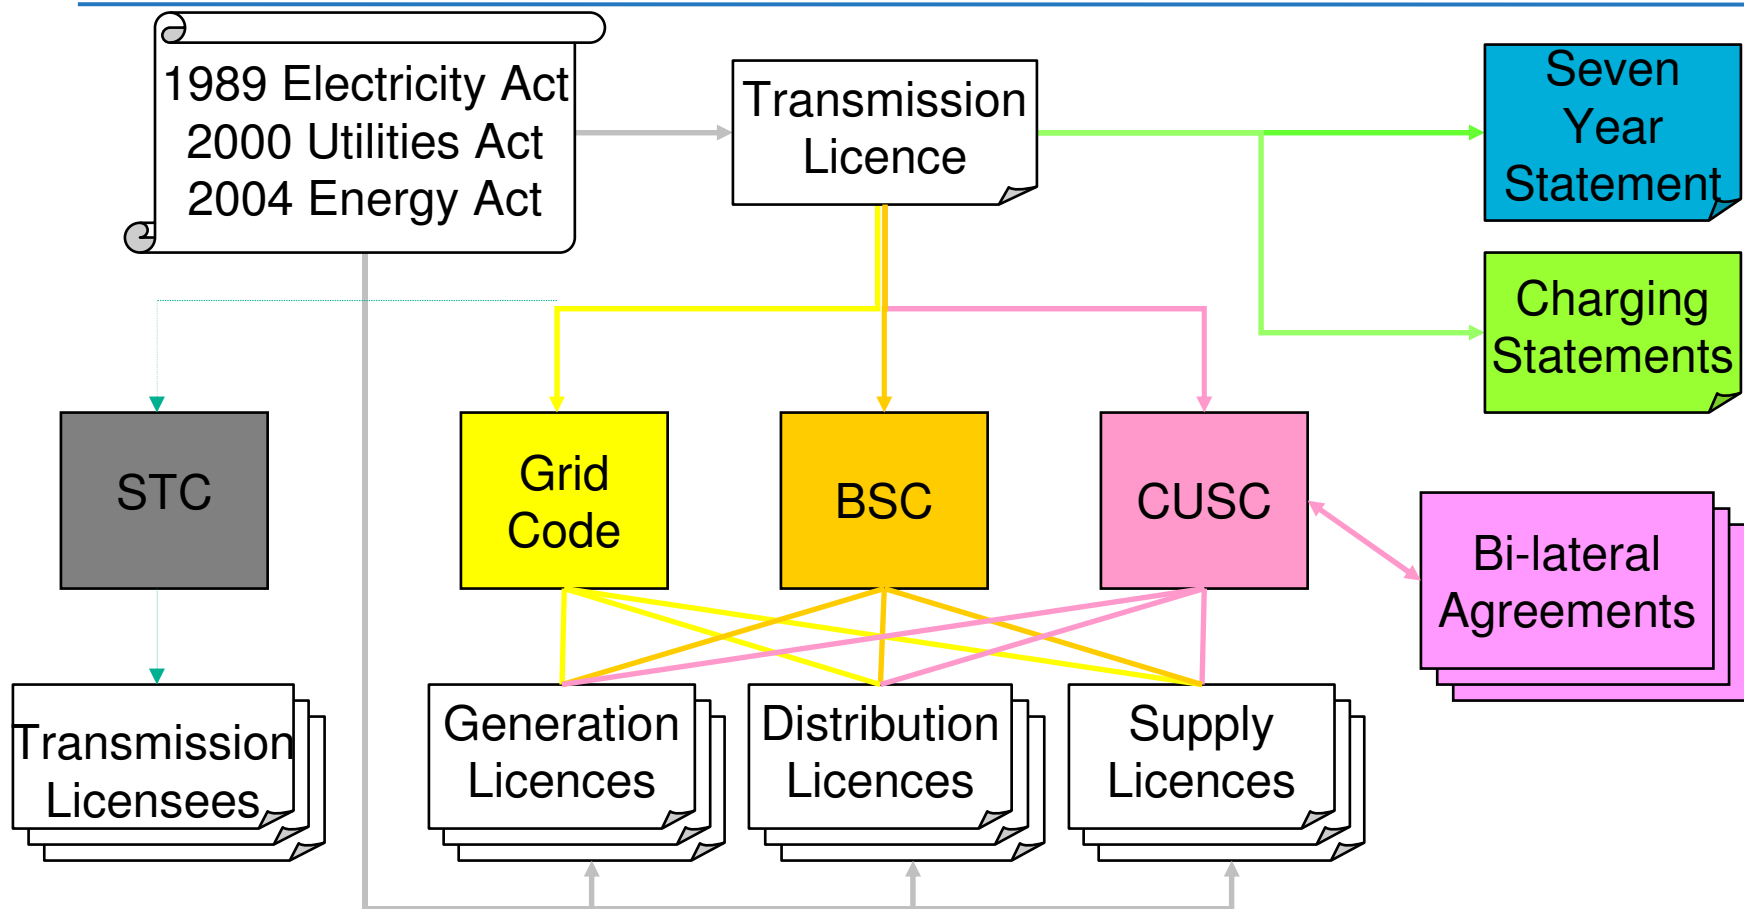 1989 Electricity Act
2000 Utilities Act
2004 Energy Act
Transmission
Licence
Seven
Year
Statement
Charging
Statements
STC
Grid
Code
BSC
CUSC
Bi-lateral
Agreements
Transmission
Licensees
Generation
Licences
Distribution
Licences
Supply
Licences